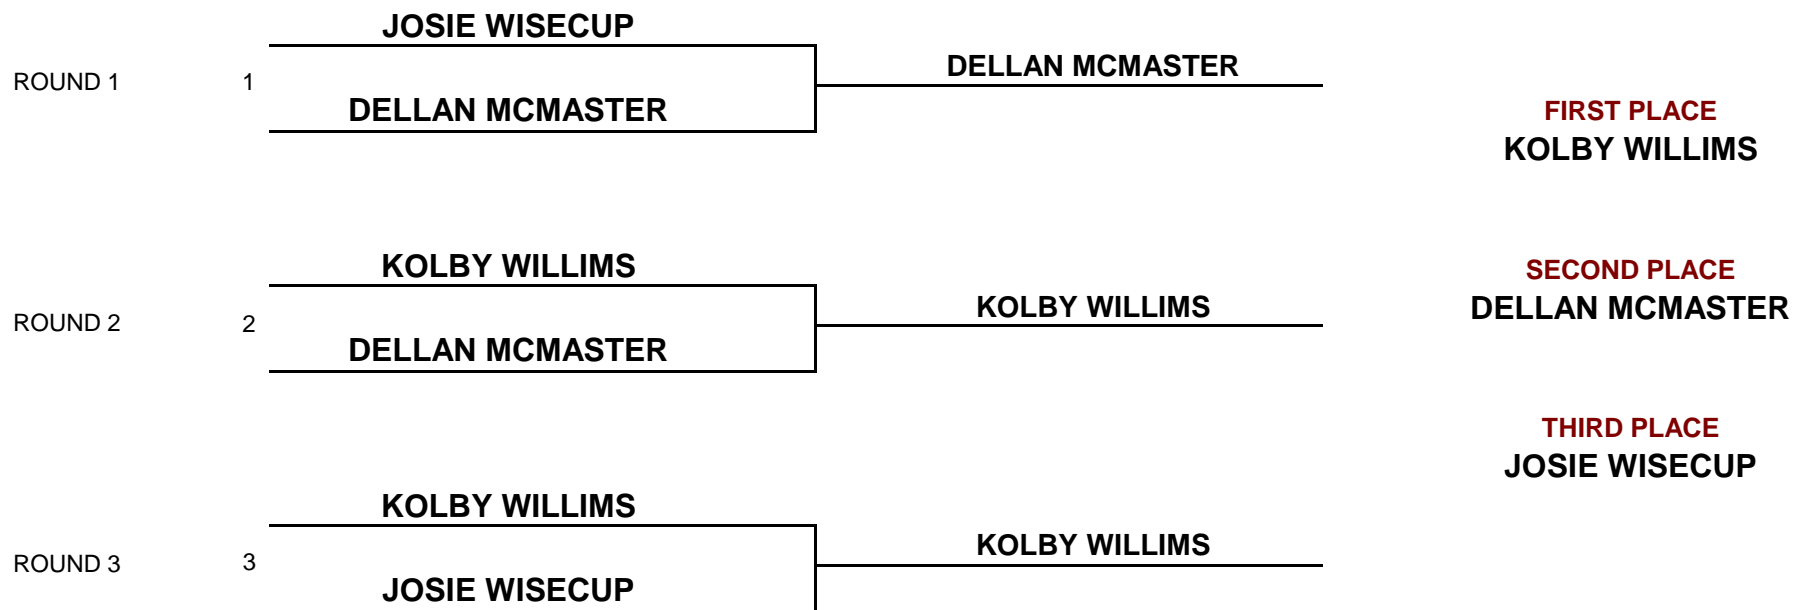 JOSIE WISECUP
ROUND 1 1 DELLAN MCMASTER
DELLAN MCMASTER
FIRST PLACE
KOLBY WILLIMS
KOLBY WILLIMS
SECOND PLACE
ROUND 2 2 KOLBY WILLIMS
DELLAN MCMASTER
DELLAN MCMASTER
THIRD PLACE
JOSIE WISECUP
KOLBY WILLIMS
ROUND 3 3 KOLBY WILLIMS
JOSIE WISECUP